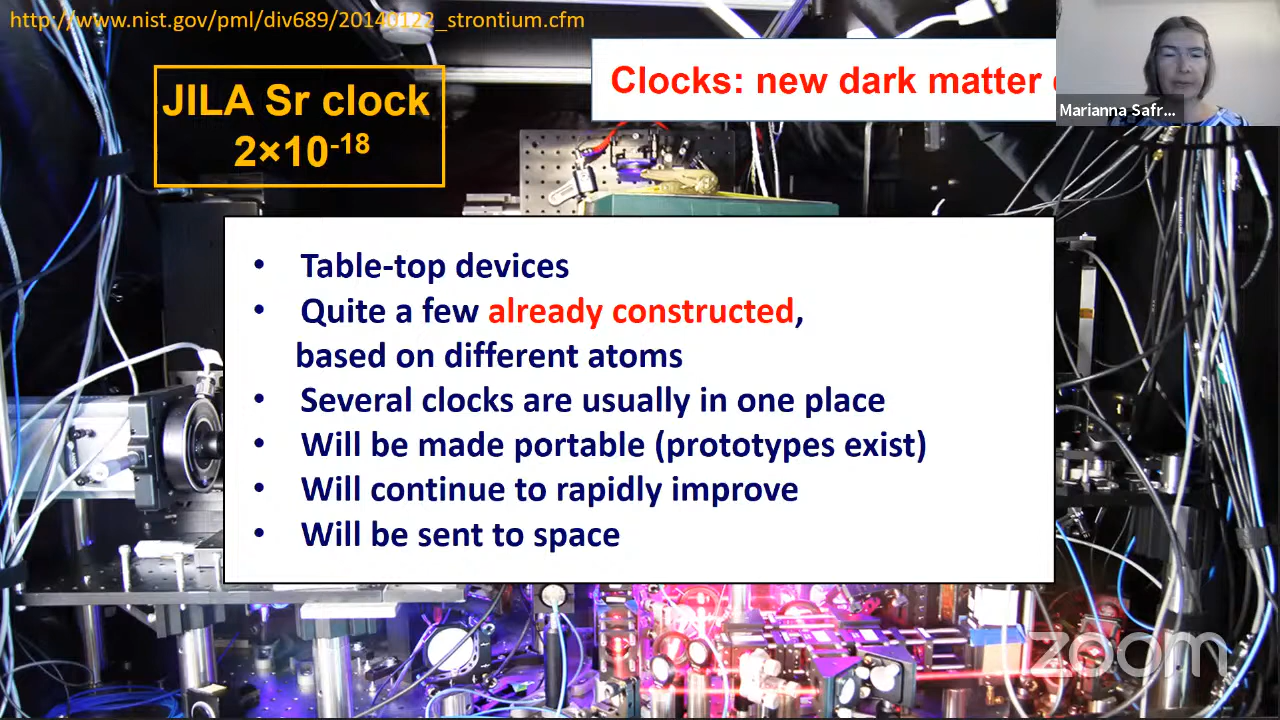 http://www.nist.gov/pml/div689/20140122_strontium.cfm
JILA Sr clock
2×10⁻¹⁸
Clocks: new dark matter
Marianna Safr...
• Table-top devices
• Quite a few already constructed,
based on different atoms
• Several clocks are usually in one place
• Will be made portable (prototypes exist)
• Will continue to rapidly improve
• Will be sent to space
zoom